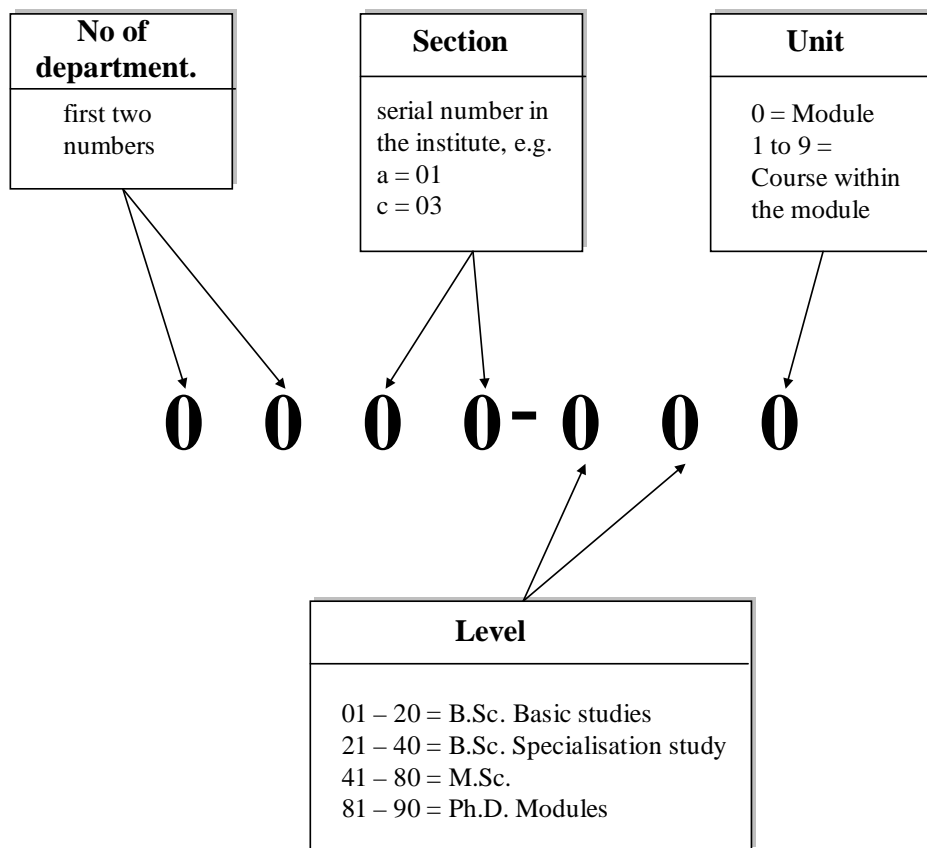 No of
department.
first two
numbers
Section
serial number in
the institute, e.g.
a = 01
c = 03
Unit
0 = Module
1 to 9 =
Course within
the module
0 0 0 0 - 0 0 0
Level
01 – 20 = B.Sc. Basic studies
21 – 40 = B.Sc. Specialisation study
41 – 80 = M.Sc.
81 – 90 = Ph.D. Modules